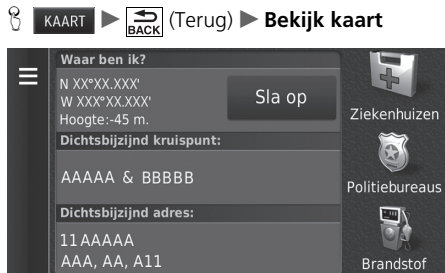 KAART ▶ BACK (Terug) ▶ Bekijk kaart
Waar ben ik?
N XX°XX.XXX'
W XXX°XX.XXX'
Hoogte:-45 m.
Sla op
Ziekenhuizen
Dichtsbijzijnd kruispunt:
AAAAA & BBBBB
Politiebureaus
Dichtsbijzijnd adres:
11 AAAAA
AAA, AA, A11
Brandstof